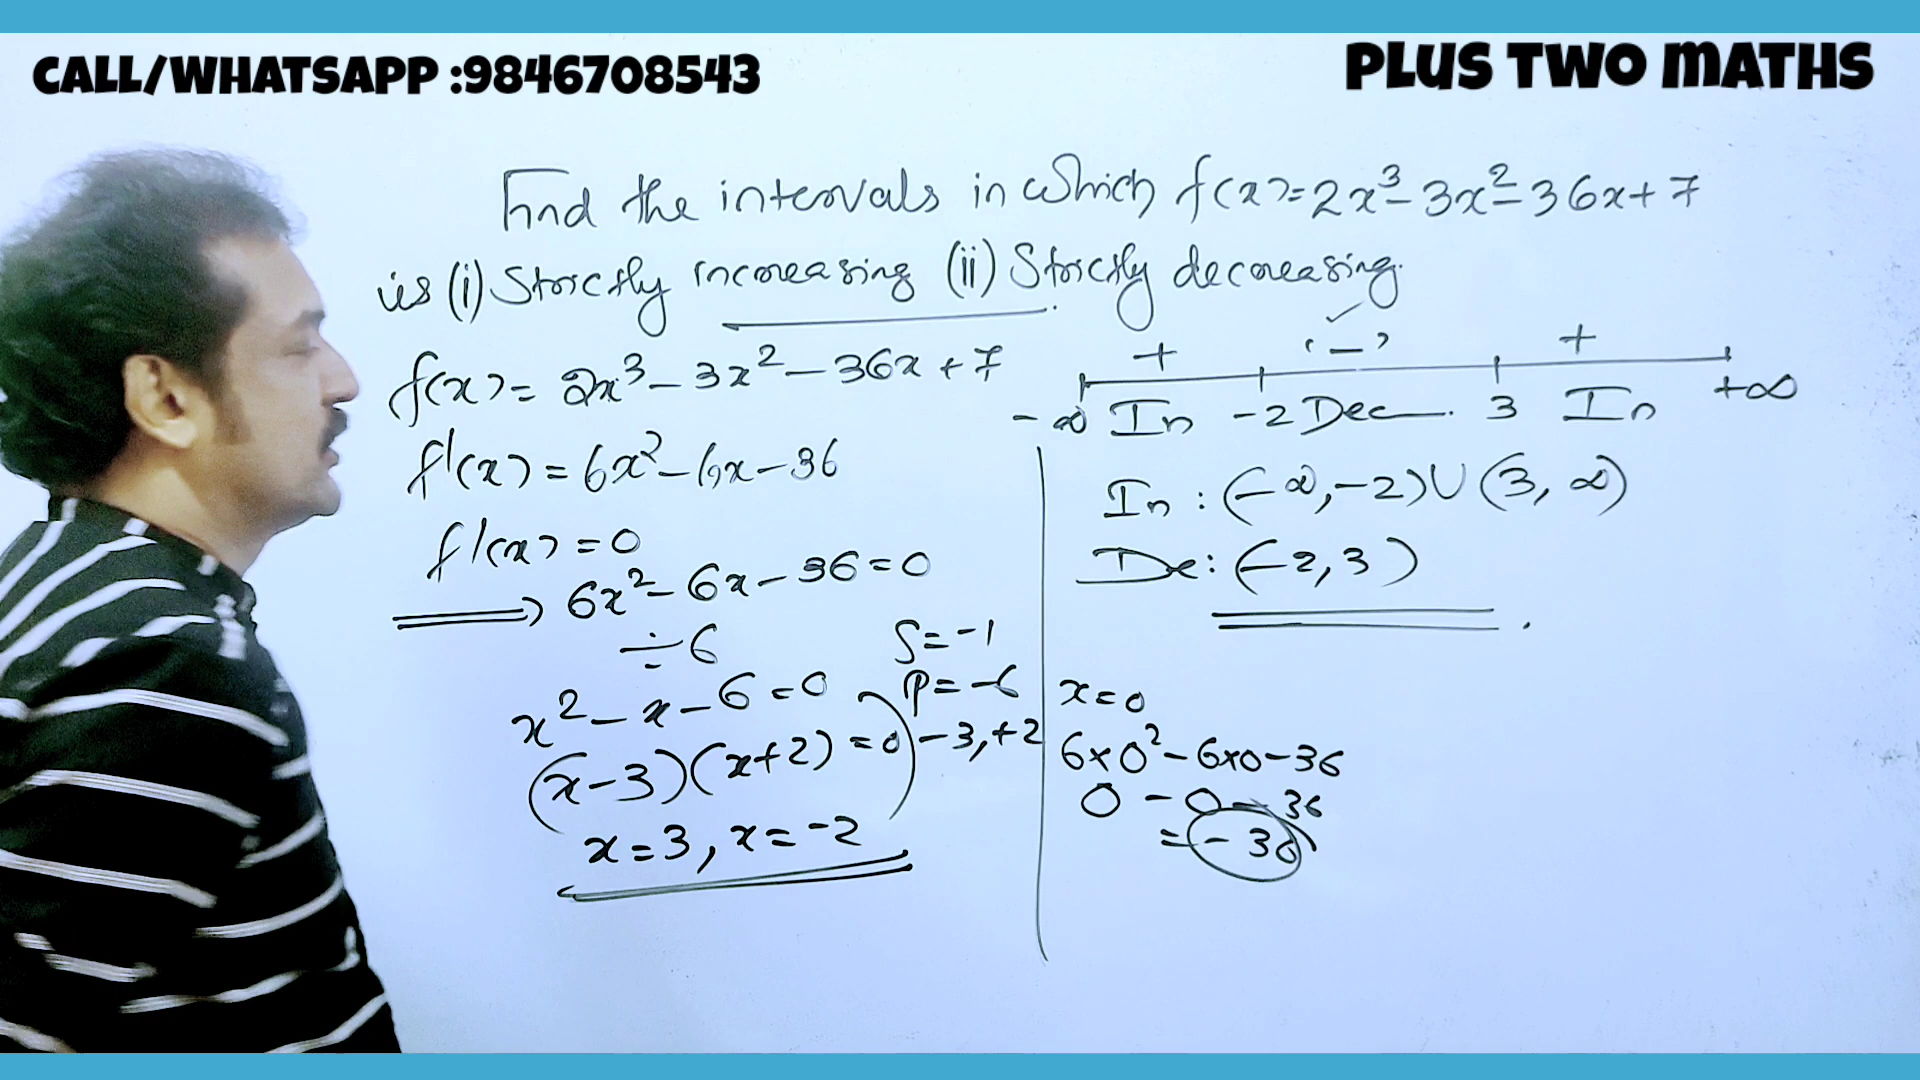 CALL/WHATSAPP :9846708543
PLUS TWO MATHS
Find the intervals in which f(x)=2x³-3x²-36x+7
is (i) Strictly increasing (ii) Strictly decreasing.
f(x)= 2x³-3x²-36x+7
f'(x)=6x²-6x-36
f'(x)=0
⟹ 6x²-6x-36=0
÷6
x²-x-6=0
(x-3)(x+2)=0
x=3, x=-2
S=-1
P=-6
-3,+2
+ (-) +
-∞ In -2 Dec 3 In +∞
In : (-∞,-2)∪(3, ∞)
De: (-2,3)
x=0
6×0²-6×0-36
0-0-36
=-36